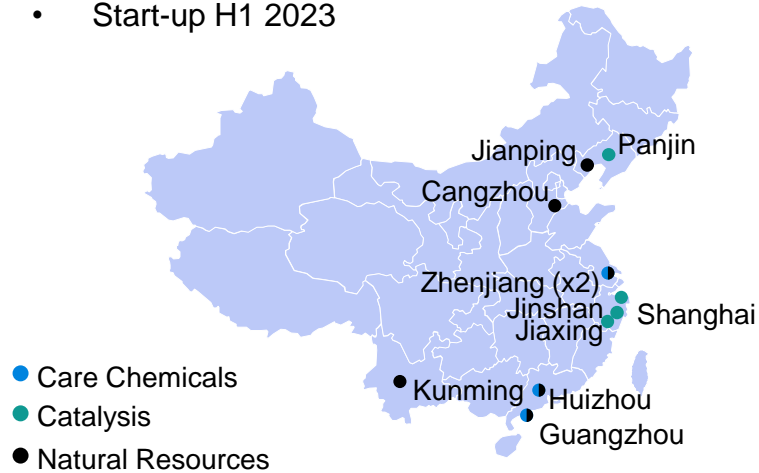 • Start-up H1 2023
Jianping
Panjin
Cangzhou
Zhenjiang (x2)
Jinshan
Shanghai
Jiaxing
Care Chemicals
Kunming
Huizhou
Catalysis
Guangzhou
Natural Resources